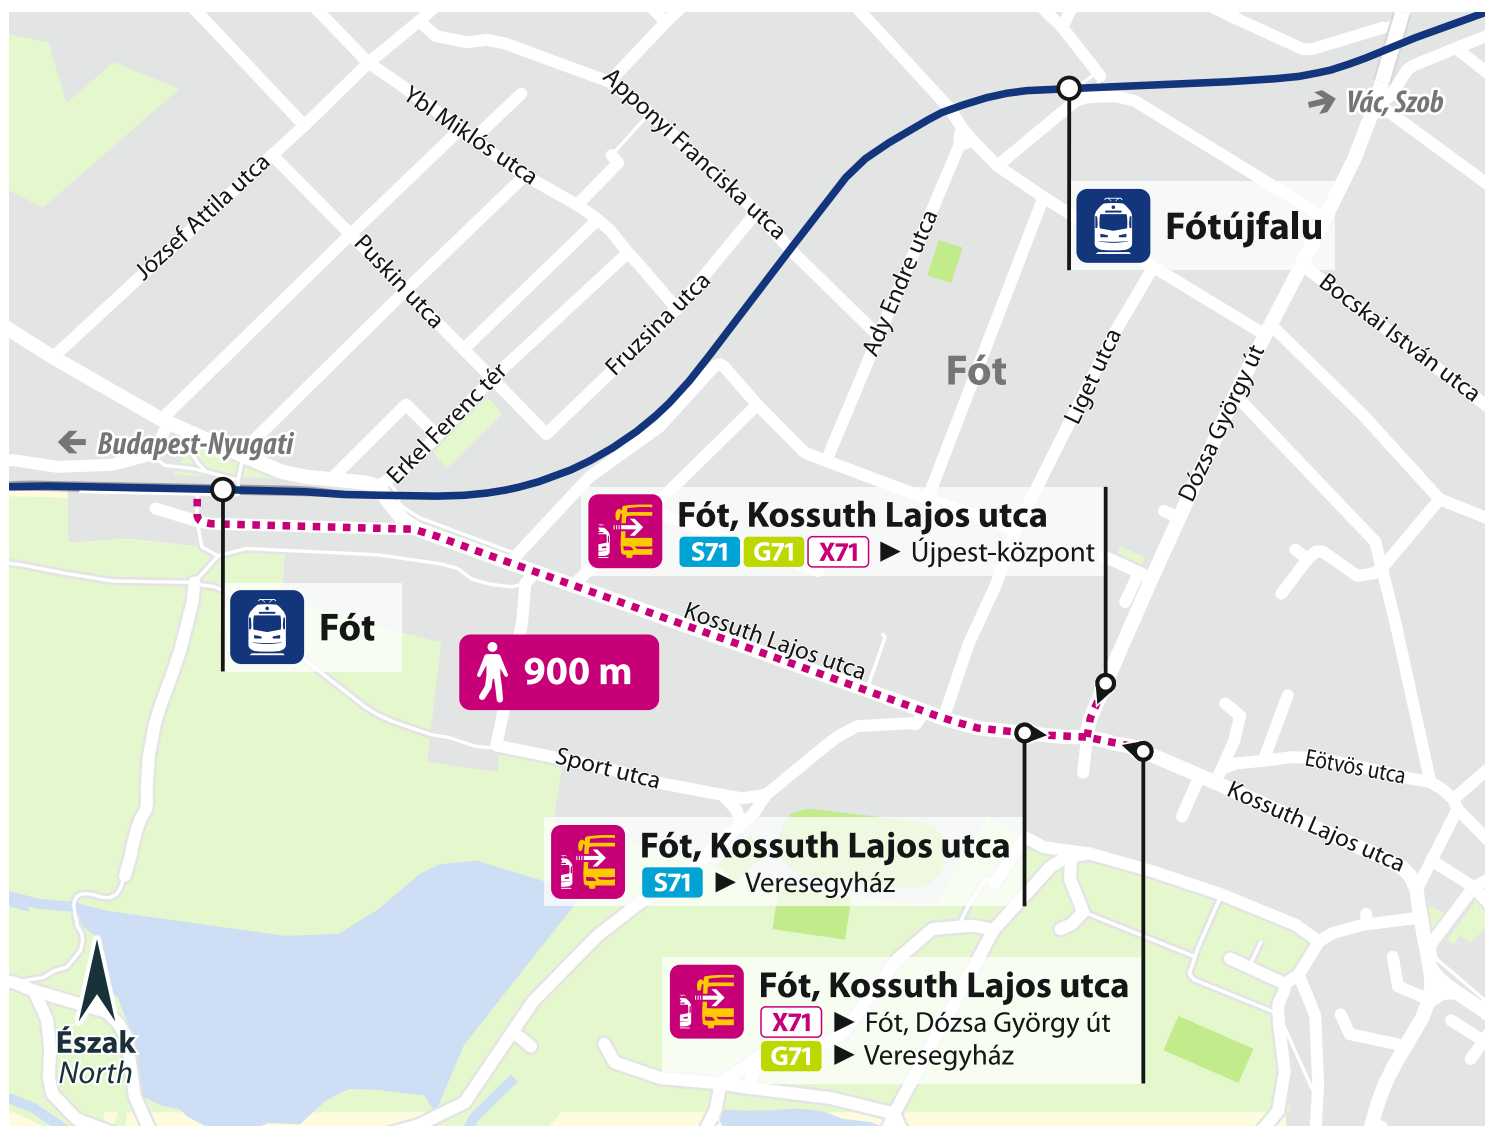 Vác, Szob
Ybl Miklós utca
Apponyi Franciska utca
József Attila utca
Puskin utca
Fruzsina utca
Ady Endre utca
Fótújfalu
Bocskai István utca
Fót
Liget utca
Dózsa György út
Erkel Ferenc tér
Budapest-Nyugati
Fót, Kossuth Lajos utca
S71 G71 X71 ► Újpest-központ
Fót
900 m
Kossuth Lajos utca
Sport utca
Eötvös utca
Kossuth Lajos utca
Fót, Kossuth Lajos utca
S71 ► Veresegyház
Fót, Kossuth Lajos utca
X71 ► Fót, Dózsa György út
G71 ► Veresegyház
Észak
North